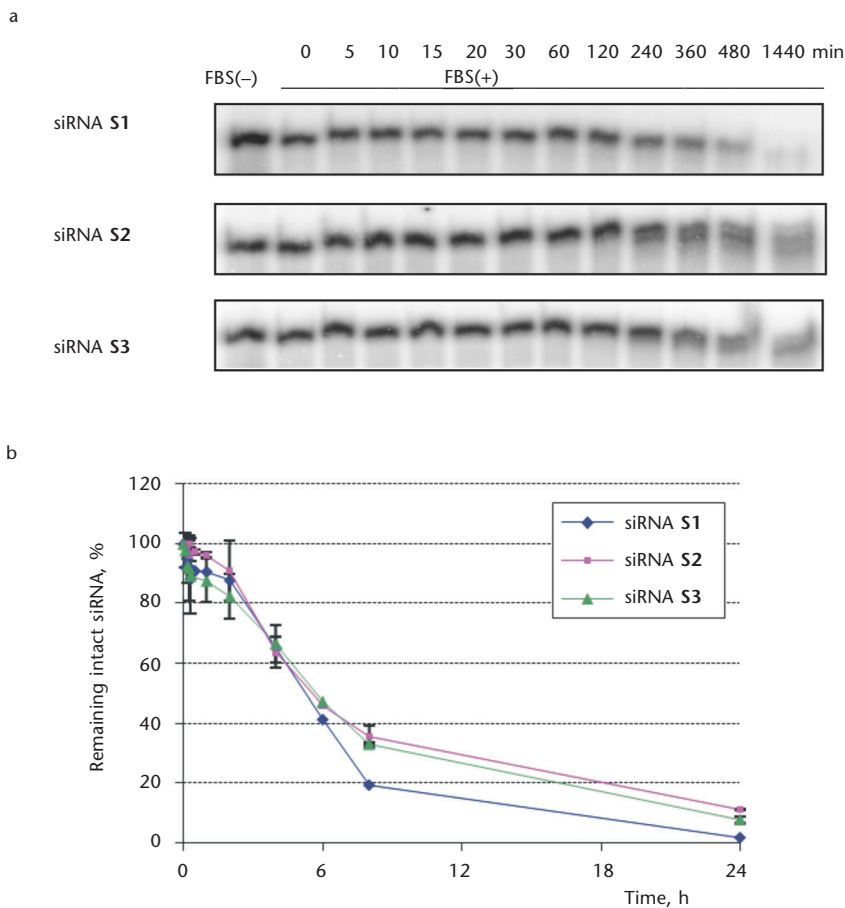 a
0 5 10 15 20 30 60 120 240 360 480 1440 min
FBS(–) FBS(+)
siRNA S1
siRNA S2
siRNA S3
b
120
100
80
60
40
20
0
Remaining intact siRNA, %
siRNA S1
siRNA S2
siRNA S3
0 6 12 18 24
Time, h